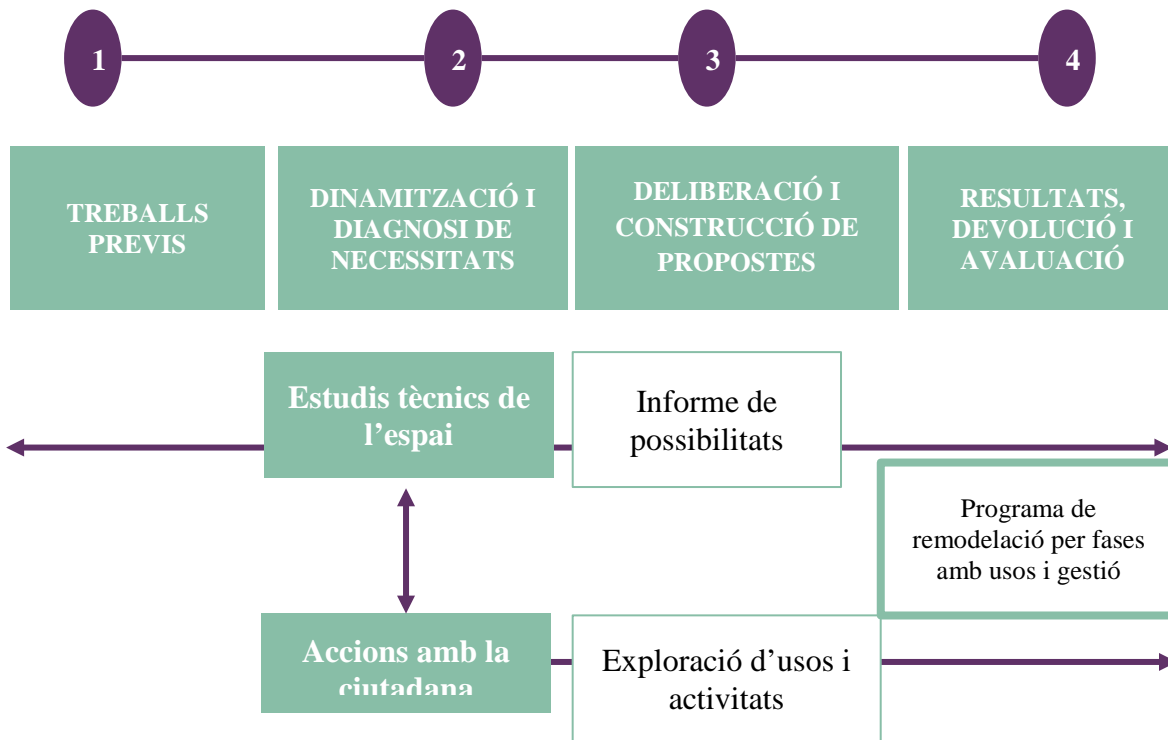 1
2
3
4
TREBALLS
PREVIS
DINAMITZACIÓ I
DIAGNOSI DE
NECESSITATS
DELIBERACIÓ I
CONSTRUCCIÓ DE
PROPOSTES
RESULTATS,
DEVOLUCIÓ I
AVALUACIÓ
Estudis tècnics de
l’espai
Informe de
possibilitats
Programa de
remodelació per fases
amb usos i gestió
Accions amb la
ciutadana
Exploració d’usos i
activitats